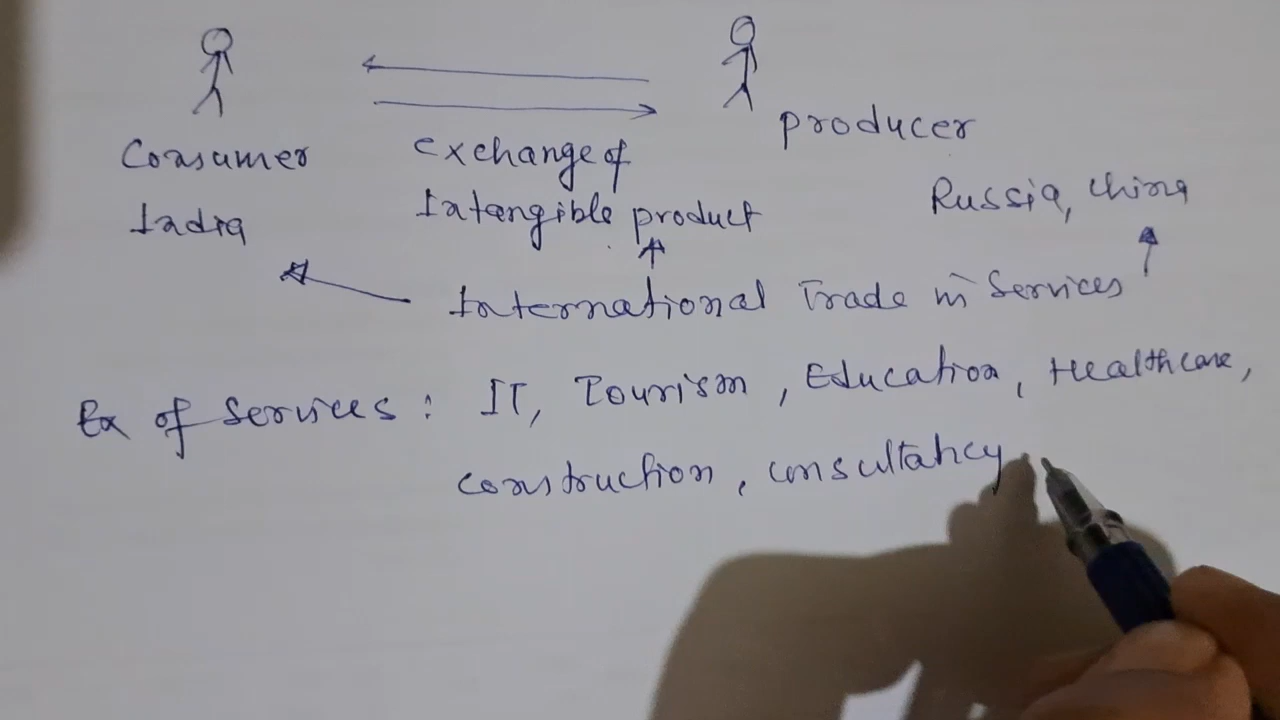 Consumer
India
exchange of
Intangible product
producer
Russia, China
International Trade in Services
Ex of Services : IT, Tourism, Education, Healthcare,
construction, consultancy